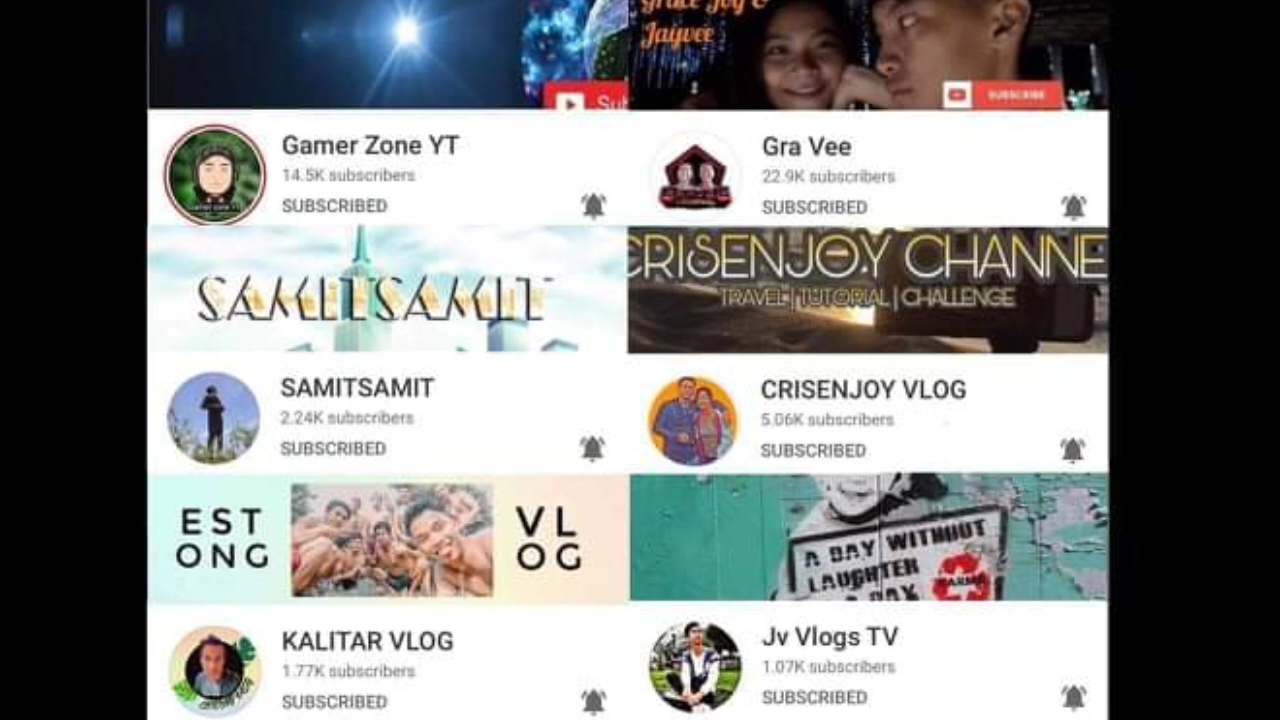 Grace Joy &
Jayvee
Sub
SUBSCRIBE
Gamer Zone YT
14.5K subscribers
SUBSCRIBED
Gra Vee
22.9K subscribers
SUBSCRIBED
SAMITSAMIT
CRISENJOY CHANNE
TRAVEL | TUTORIAL | CHALLENGE
SAMITSAMIT
2.24K subscribers
SUBSCRIBED
CRISENJOY VLOG
5.06K subscribers
SUBSCRIBED
EST
ONG
VL
OG
A DAY WITHOUT
LAUGHTER
A DAY
KALITAR VLOG
1.77K subscribers
SUBSCRIBED
Jv Vlogs TV
1.07K subscribers
SUBSCRIBED